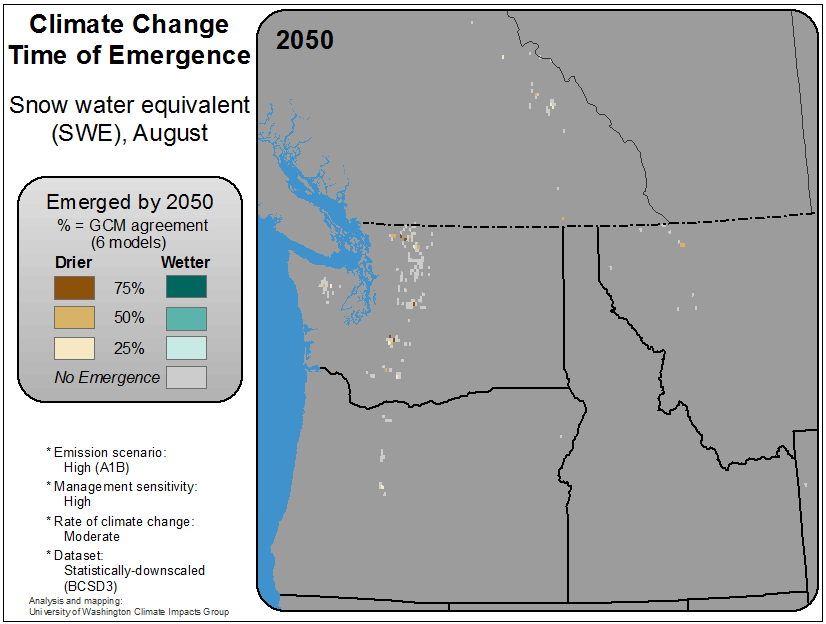 Climate Change
Time of Emergence
Snow water equivalent
(SWE), August
Emerged by 2050
% = GCM agreement
(6 models)
Drier Wetter
75%
50%
25%
No Emergence
* Emission scenario:
High (A1B)
* Management sensitivity:
High
* Rate of climate change:
Moderate
* Dataset:
Statistically-downscaled
(BCSD3)
Analysis and mapping:
University of Washington Climate Impacts Group
2050